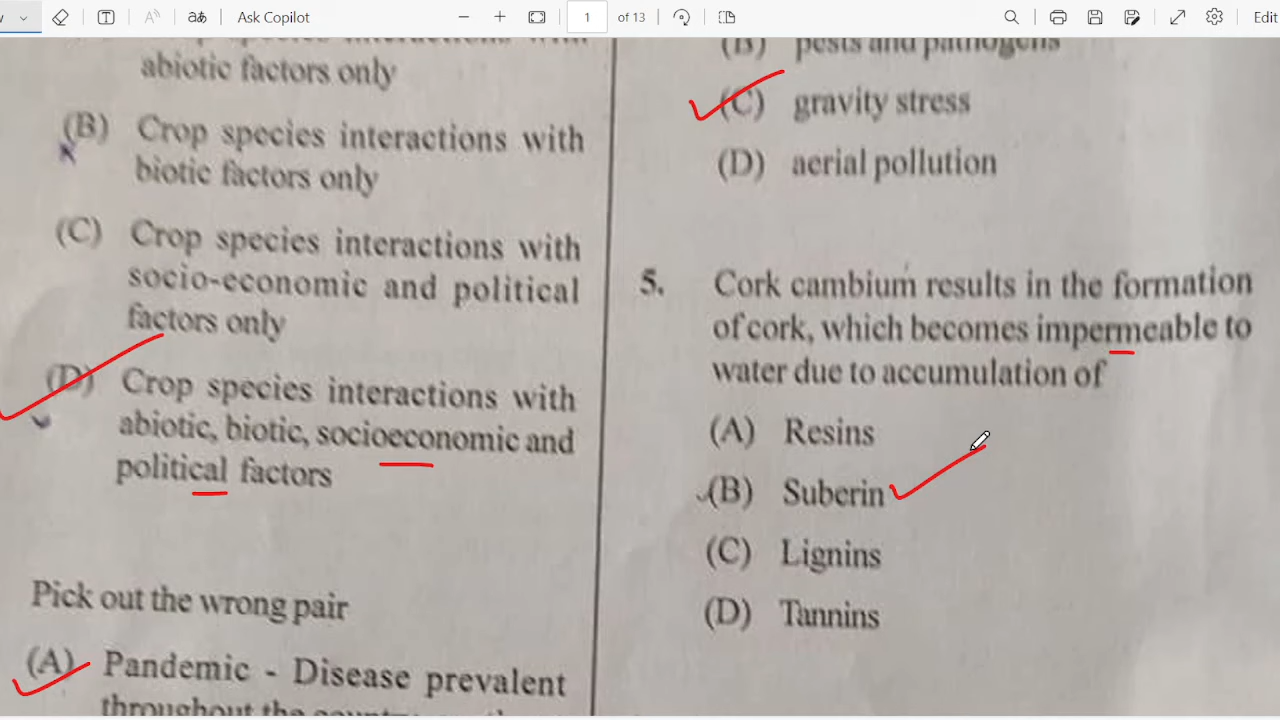 Ask Copilot
1 of 13
Edit
abiotic factors only
(B) Crop species interactions with
biotic factors only
(C) Crop species interactions with
socio-economic and political
factors only
(D) Crop species interactions with
abiotic, biotic, socioeconomic and
political factors
Pick out the wrong pair
(A) Pandemic - Disease prevalent
throughout the
(B) pests and pathogens
(C) gravity stress
(D) aerial pollution
5. Cork cambium results in the formation
of cork, which becomes impermeable to
water due to accumulation of
(A) Resins
(B) Suberin
(C) Lignins
(D) Tannins